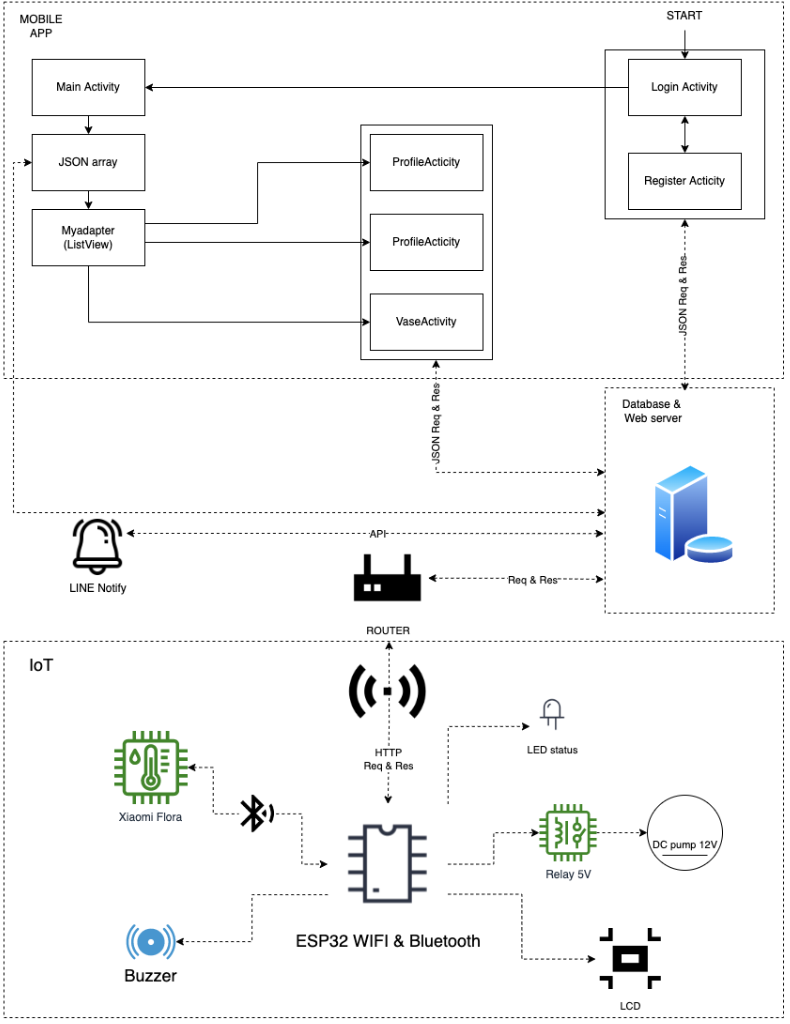 MOBILE
APP
START
Main Activity
Login Activity
JSON array
ProfileActicity
Register Acticity
Myadapter
(ListView)
ProfileActicity
VaseActivity
JSON Req & Res
JSON Req & Res
Database &
Web server
API
LINE Notify
Req & Res
ROUTER
IoT
HTTP
Req & Res
LED status
Xiaomi Flora
DC pump 12V
Relay 5V
ESP32 WIFI & Bluetooth
Buzzer
LCD